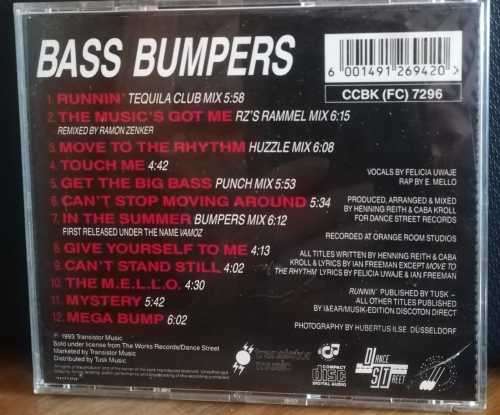 BASS BUMPERS
6 001491 269420 >
CCBK (FC) 7296
1. RUNNIN' TEQUILA CLUB MIX 5:58
2. THE MUSIC'S GOT ME RZ'S RAMMEL MIX 6:15
REMIXED BY RAMON ZENKER
3. MOVE TO THE RHYTHM HUZZLE MIX 6:08
4. TOUCH ME 4:42
5. GET THE BIG BASS PUNCH MIX 5:53
6. CAN'T STOP MOVING AROUND 5:34
7. IN THE SUMMER BUMPERS MIX 6:12
FIRST RELEASED UNDER THE NAME VAMOZ
8. GIVE YOURSELF TO ME 4:13
9. CAN'T STAND STILL 4:02
10. THE M.E.L.L.O. 4:30
11. MYSTERY 5:42
12. MEGA BUMP 6:02
VOCALS BY FELICIA UWAJE
RAP BY E. MELLO
PRODUCED, ARRANGED & MIXED
BY HENNING REITH & CABA KROLL
FOR DANCE STREET RECORDS
RECORDED AT ORANGE ROOM STUDIOS
ALL TITLES WRITTEN BY HENNING REITH & CABA
KROLL & LYRICS BY IAN FREEMAN EXCEPT MOVE TO
THE RHYTHM LYRICS BY FELICIA UWAJE & IAN FREEMAN
RUNNIN' PUBLISHED BY TUSK –
ALL OTHER TITLES PUBLISHED
BY I&EAR/MUSIK-EDITION DISCOTON DIRECT
PHOTOGRAPHY BY HUBERTUS ILSE. DÜSSELDORF
℗ 1993 Transistor Music
Sold under license from The Works Records/Dance Street
Marketed by Transistor Music
Distributed by Tusk Music
transistor
music
COMPACT
disc
DIGITAL AUDIO
DANCE
STREET